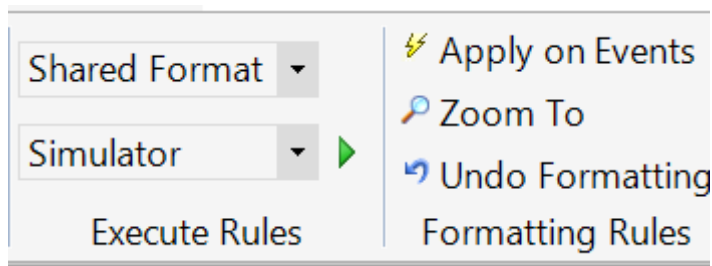 Shared Format
Simulator
Execute Rules
Apply on Events
Zoom To
Undo Formatting
Formatting Rules